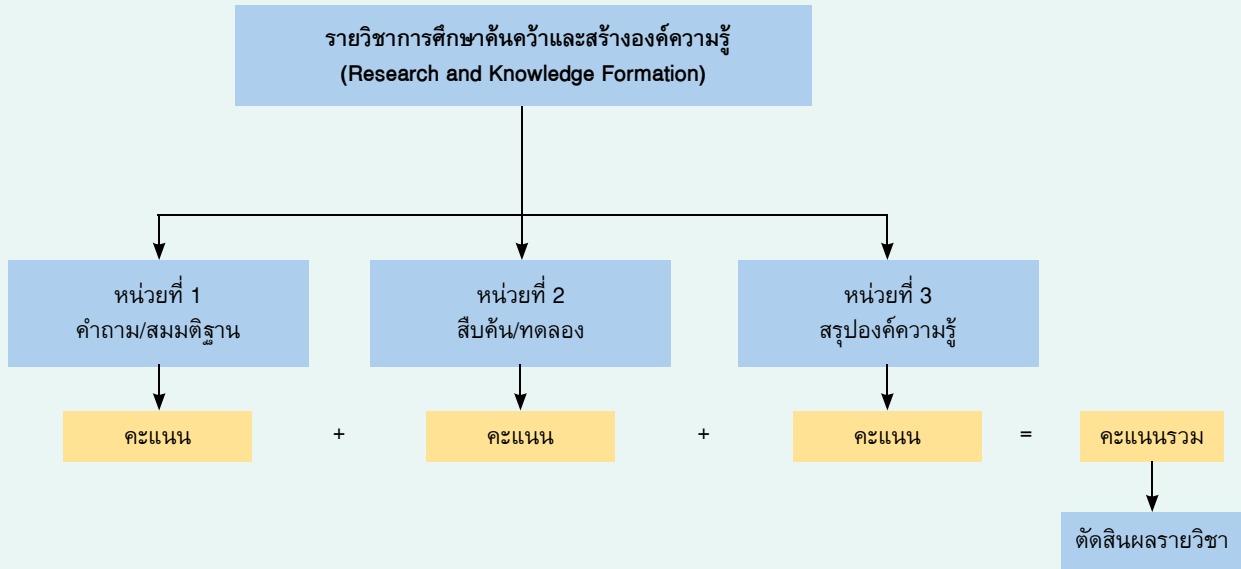 รายวิชาการศึกษาค้นคว้าและสร้างองค์ความรู้
(Research and Knowledge Formation)
หน่วยที่ 1
คำถาม/สมมติฐาน
หน่วยที่ 2
สืบค้น/ทดลอง
หน่วยที่ 3
สรุปองค์ความรู้
คะแนน + คะแนน + คะแนน = คะแนนรวม
ตัดสินผลรายวิชา